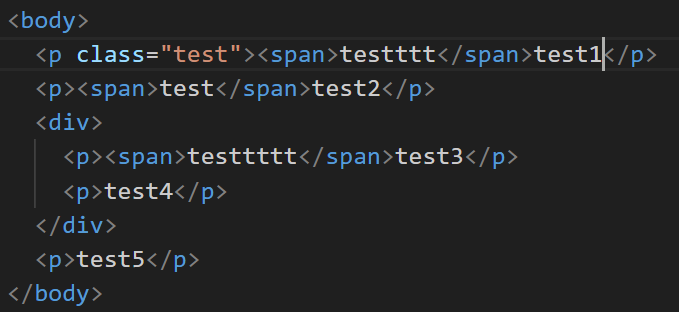 <body>
<p class="test"><span>testttt</span>test1</p>
<p><span>test</span>test2</p>
<div>
<p><span>testtttt</span>test3</p>
<p>test4</p>
</div>
<p>test5</p>
</body>